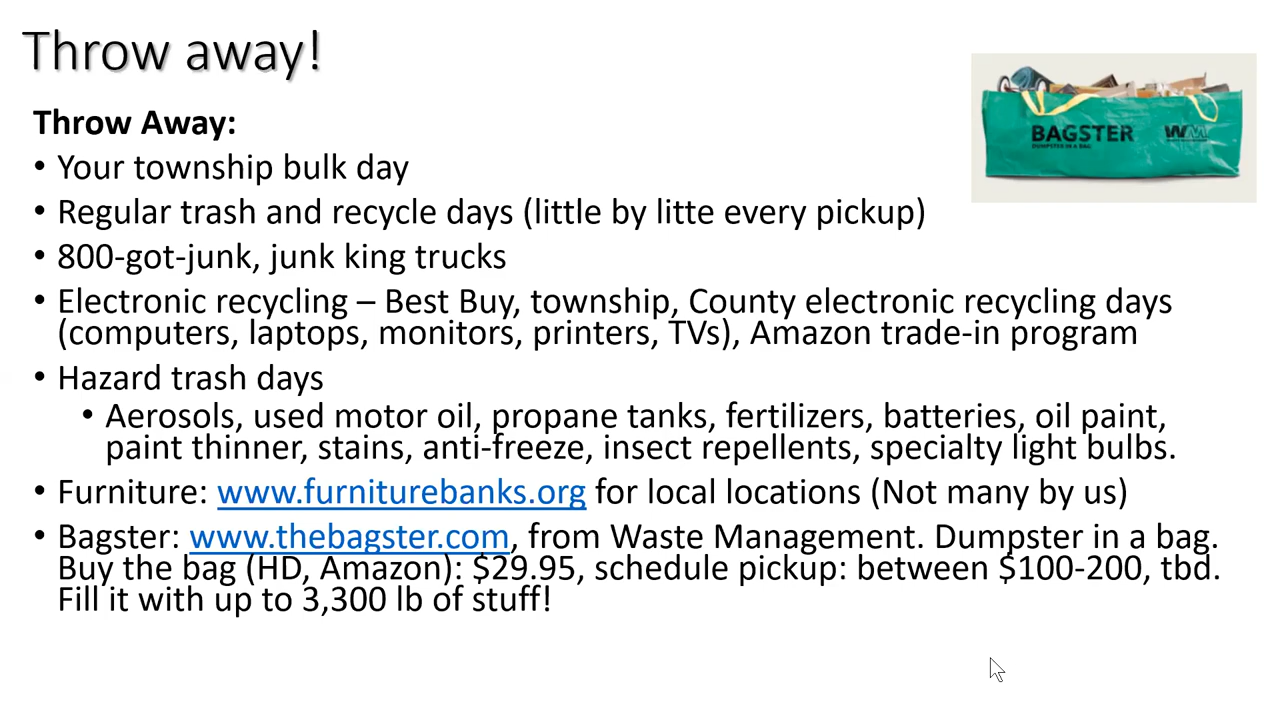 Throw away!
Throw Away:
• Your township bulk day
• Regular trash and recycle days (little by litte every pickup)
• 800-got-junk, junk king trucks
• Electronic recycling – Best Buy, township, County electronic recycling days
(computers, laptops, monitors, printers, TVs), Amazon trade-in program
• Hazard trash days
• Aerosols, used motor oil, propane tanks, fertilizers, batteries, oil paint,
paint thinner, stains, anti-freeze, insect repellents, specialty light bulbs.
• Furniture: www.furniturebanks.org for local locations (Not many by us)
• Bagster: www.thebagster.com, from Waste Management. Dumpster in a bag.
Buy the bag (HD, Amazon): $29.95, schedule pickup: between $100-200, tbd.
Fill it with up to 3,300 lb of stuff!
BAGSTER
DUMPSTER IN A BAG
WM